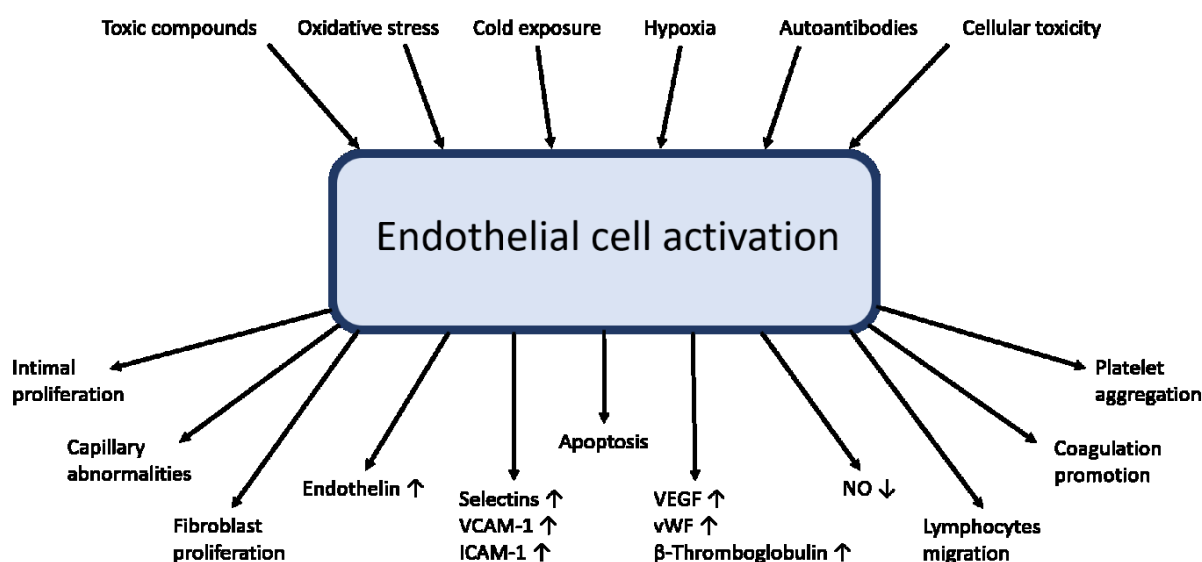 Toxic compounds
Oxidative stress
Cold exposure
Hypoxia
Autoantibodies
Cellular toxicity
Endothelial cell activation
Intimal
proliferation
Capillary
abnormalities
Fibroblast
proliferation
Endothelin ↑
Selectins ↑
VCAM-1 ↑
ICAM-1 ↑
Apoptosis
VEGF ↑
vWF ↑
β-Thromboglobulin ↑
NO ↓
Lymphocytes
migration
Coagulation
promotion
Platelet
aggregation